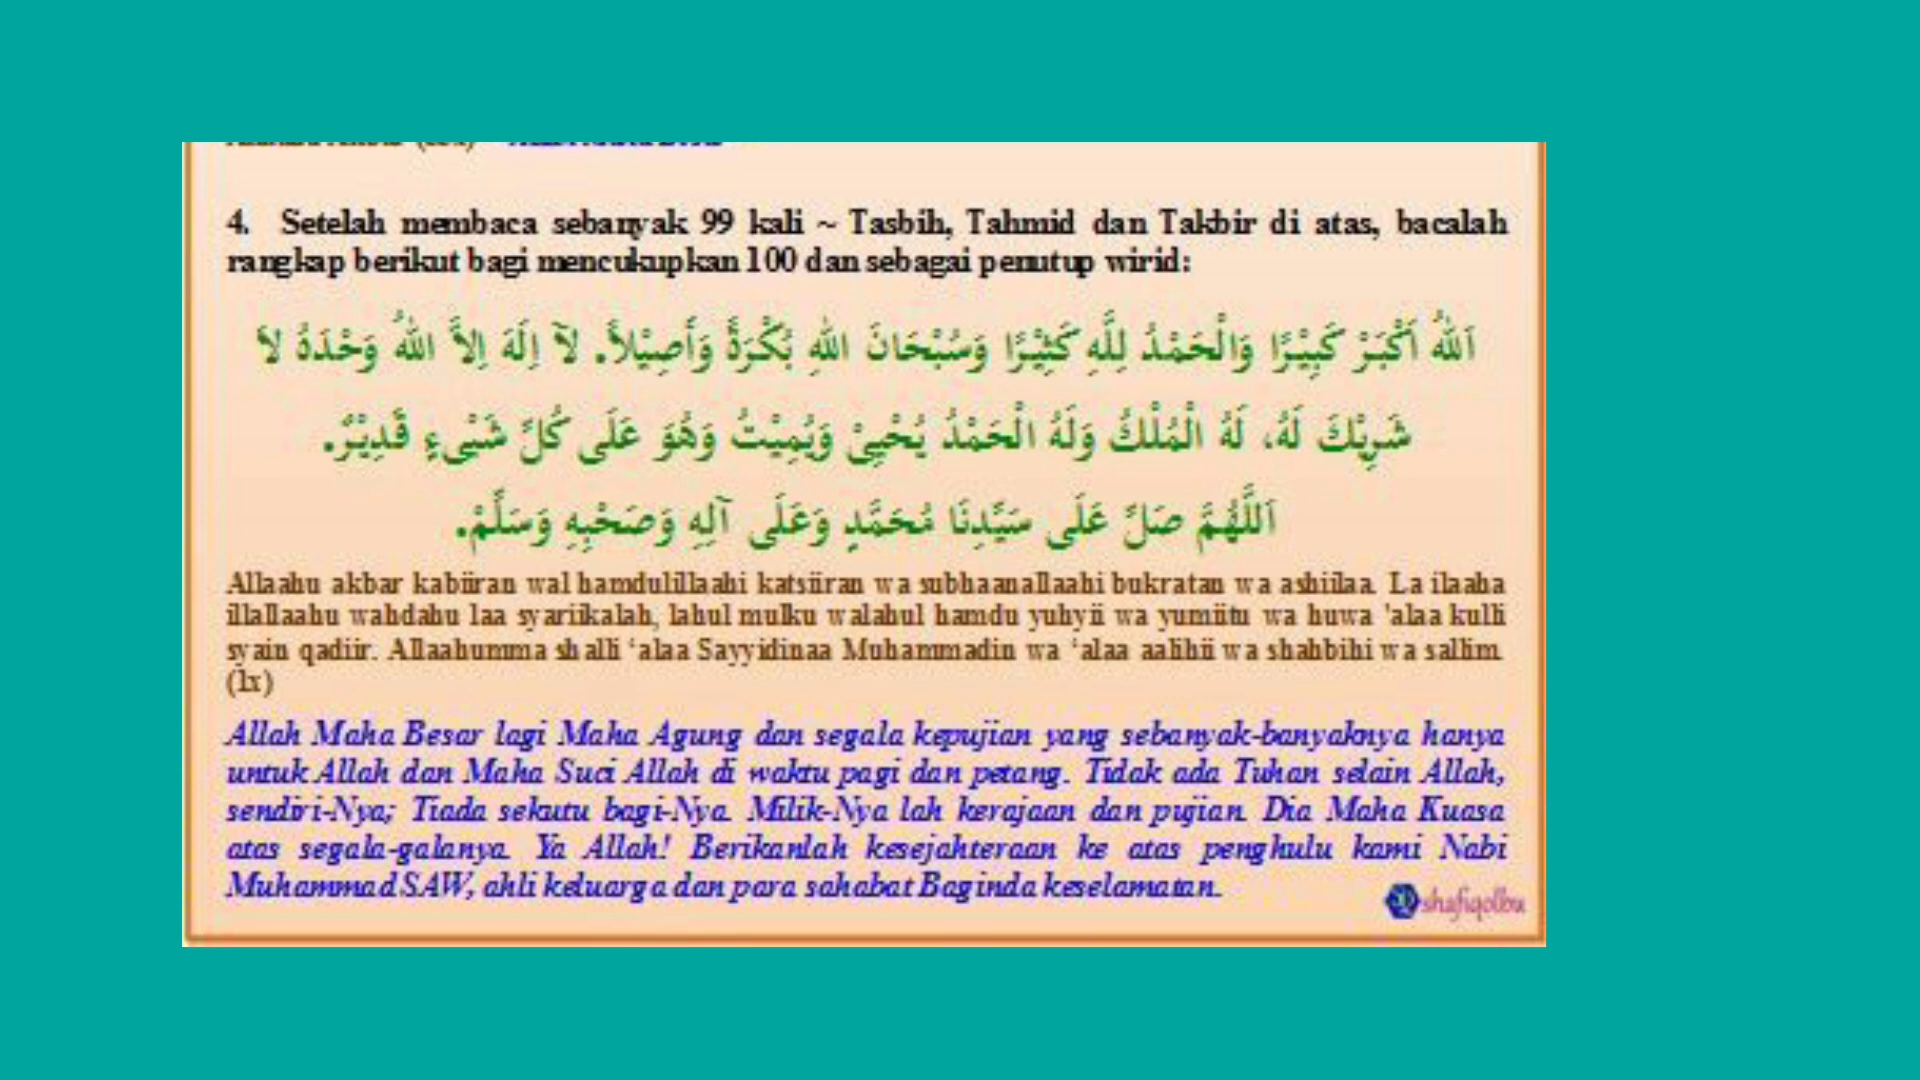 4. Setelah membaca sebanyak 99 kali ~ Tasbih, Tahmid dan Takbir di atas, bacalah
rangkap berikut bagi mencukupkan 100 dan sebagai penutup wirid:
اَللهُ اَكْبَرْ كَبِيْرًا وَالْحَمْدُ لِلَّهِ كَثِيْرًا وَسُبْحَانَ اللهِ بُكْرَةً وَأَصِيْلاً. لآ اِلَهَ اِلاَّ اللهُ وَحْدَهُ لاَ
شَرِيْكَ لَهُ، لَهُ الْمُلْكُ وَلَهُ الْحَمْدُ يُحْيِيْ وَيُمِيْتُ وَهُوَ عَلَى كُلِّ شَيْىءٍ قَدِيْرٌ.
اَللَّهُمَّ صَلِّ عَلَى سَيِّدِنَا مُحَمَّدٍ وَعَلَى آلِهِ وَصَحْبِهِ وَسَلِّمْ.
Allaahu akbar kabiiran wal hamdulillaahi katsiiran wa subhaanallaahi bukratan wa ashiilaa. La ilaaha
illallaahu wahdahu laa syariikalah, lahul mulku walahul hamdu yuhyii wa yumiitu wa huwa 'alaa kulli
syain qadiir. Allaahumma shalli ‘alaa Sayyidinaa Muhammadin wa ‘alaa aalihii wa shahbihi wa sallim.
(1x)
Allah Maha Besar lagi Maha Agung dan segala kepujian yang sebanyak-banyaknya hanya
untuk Allah dan Maha Suci Allah di waktu pagi dan petang. Tidak ada Tuhan selain Allah,
sendiri-Nya; Tiada sekutu bagi-Nya. Milik-Nya lah kerajaan dan pujian. Dia Maha Kuasa
atas segala-galanya. Ya Allah! Berikanlah kesejahteraan ke atas penghulu kami Nabi
Muhammad SAW, ahli keluarga dan para sahabat Baginda keselamatan.
shafiqolbu